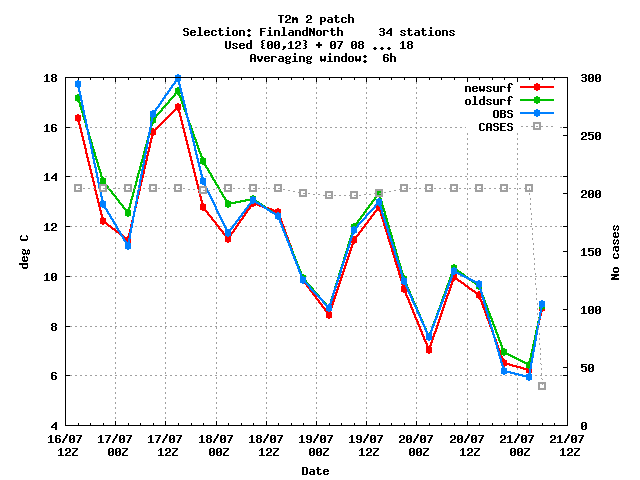 T2m 2 patch
Selection: FinlandNorth     34 stations
Used {00,12} + 07 08 ... 18
Averaging window:  6h
newsurf
oldsurf
OBS
CASES
18
16
14
12
10
8
6
4
deg C
300
250
200
150
100
50
0
No cases
16/07 17/07 17/07 18/07 18/07 19/07 19/07 20/07 20/07 21/07 21/07
12Z 00Z 12Z 00Z 12Z 00Z 12Z 00Z 12Z 00Z 12Z
Date